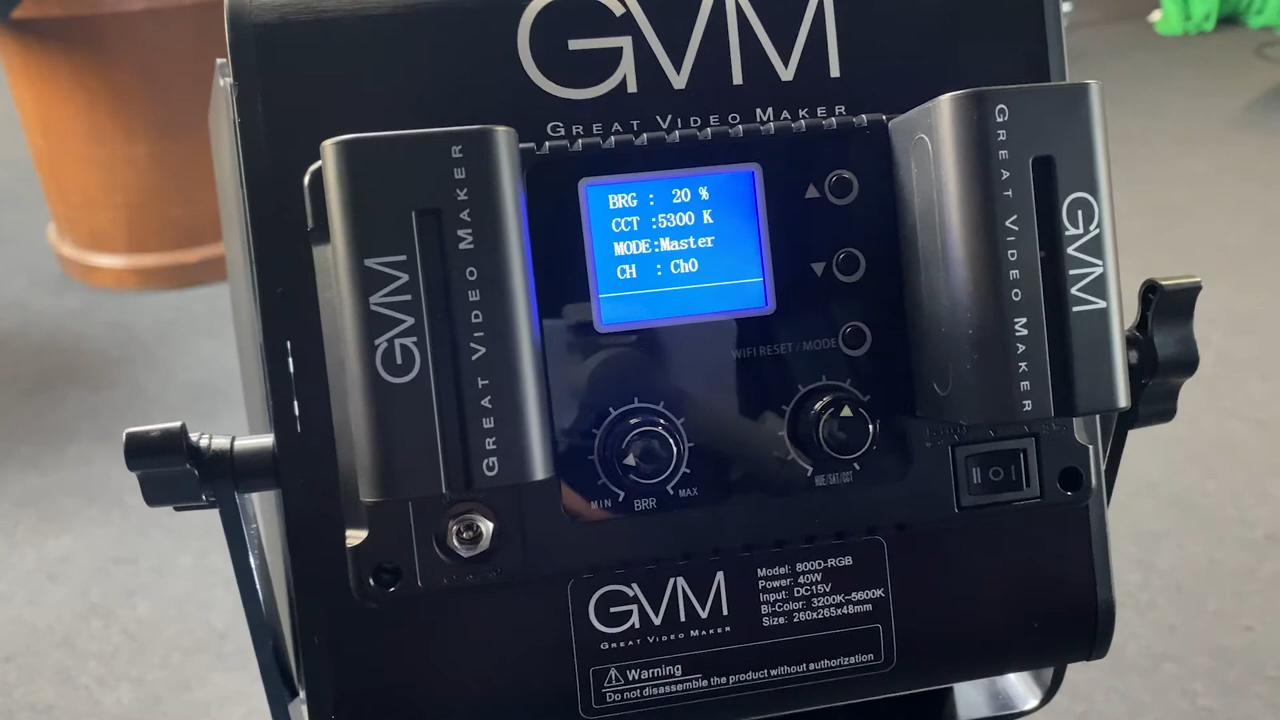 GVM
GREAT VIDEO MAKER
GVM
GREAT VIDEO MAKER
BRG : 20 %
CCT :5300 K
MODE:Master
CH : Ch0
WIFI RESET / MODE
GREAT VIDEO MAKER
GVM
MIN
BRR
MAX
HUE/SAT/CCT
GVM
GREAT VIDEO MAKER
Model: 800D-RGB
Power: 40W
Input: DC15V
Bi-Color: 3200K–5600K
Size: 260x265x48mm
Warning
Do not disassemble the product without authorization